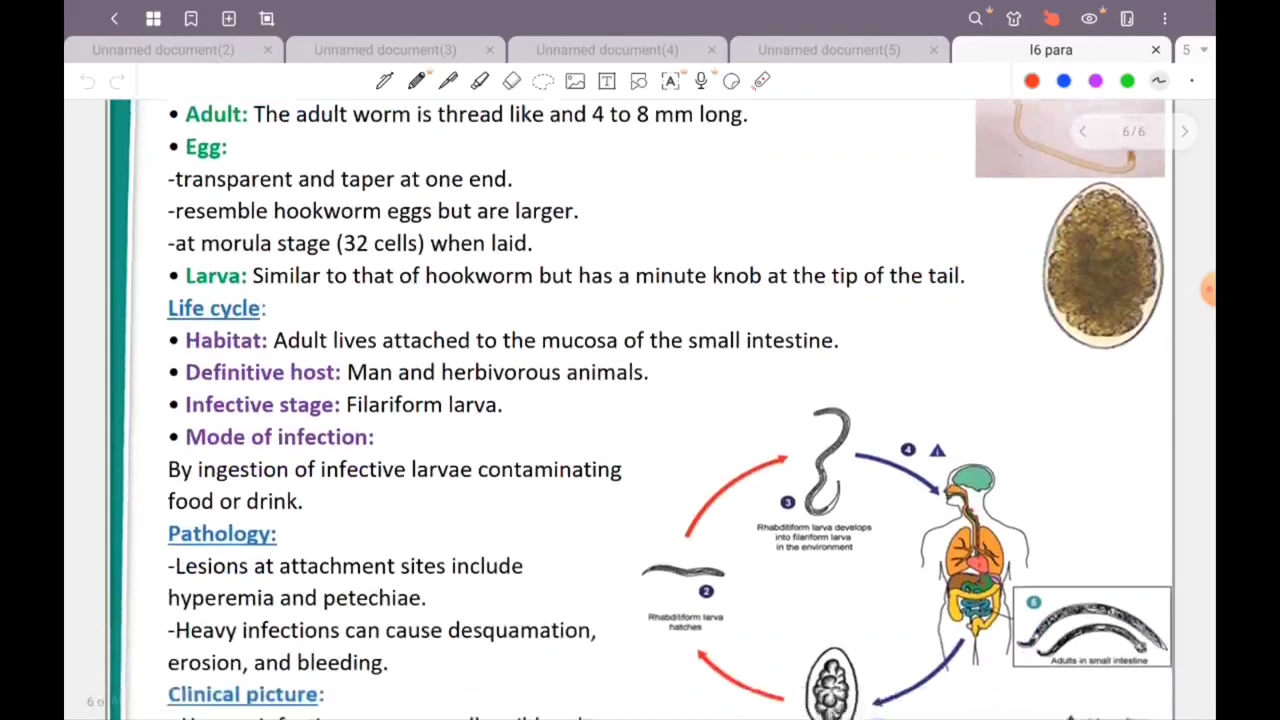 Unnamed document(2)
Unnamed document(3)
Unnamed document(4)
Unnamed document(5)
l6 para
5
6/6
• Adult: The adult worm is thread like and 4 to 8 mm long.
• Egg:
-transparent and taper at one end.
-resemble hookworm eggs but are larger.
-at morula stage (32 cells) when laid.
• Larva: Similar to that of hookworm but has a minute knob at the tip of the tail.
Life cycle:
• Habitat: Adult lives attached to the mucosa of the small intestine.
• Definitive host: Man and herbivorous animals.
• Infective stage: Filariform larva.
• Mode of infection:
By ingestion of infective larvae contaminating
food or drink.
Pathology:
-Lesions at attachment sites include
hyperemia and petechiae.
-Heavy infections can cause desquamation,
erosion, and bleeding.
Clinical picture:
4
3
Rhabditiform larva develops
into filariform larva
in the environment
2
Rhabditiform larva
hatches
Adults in small intestine